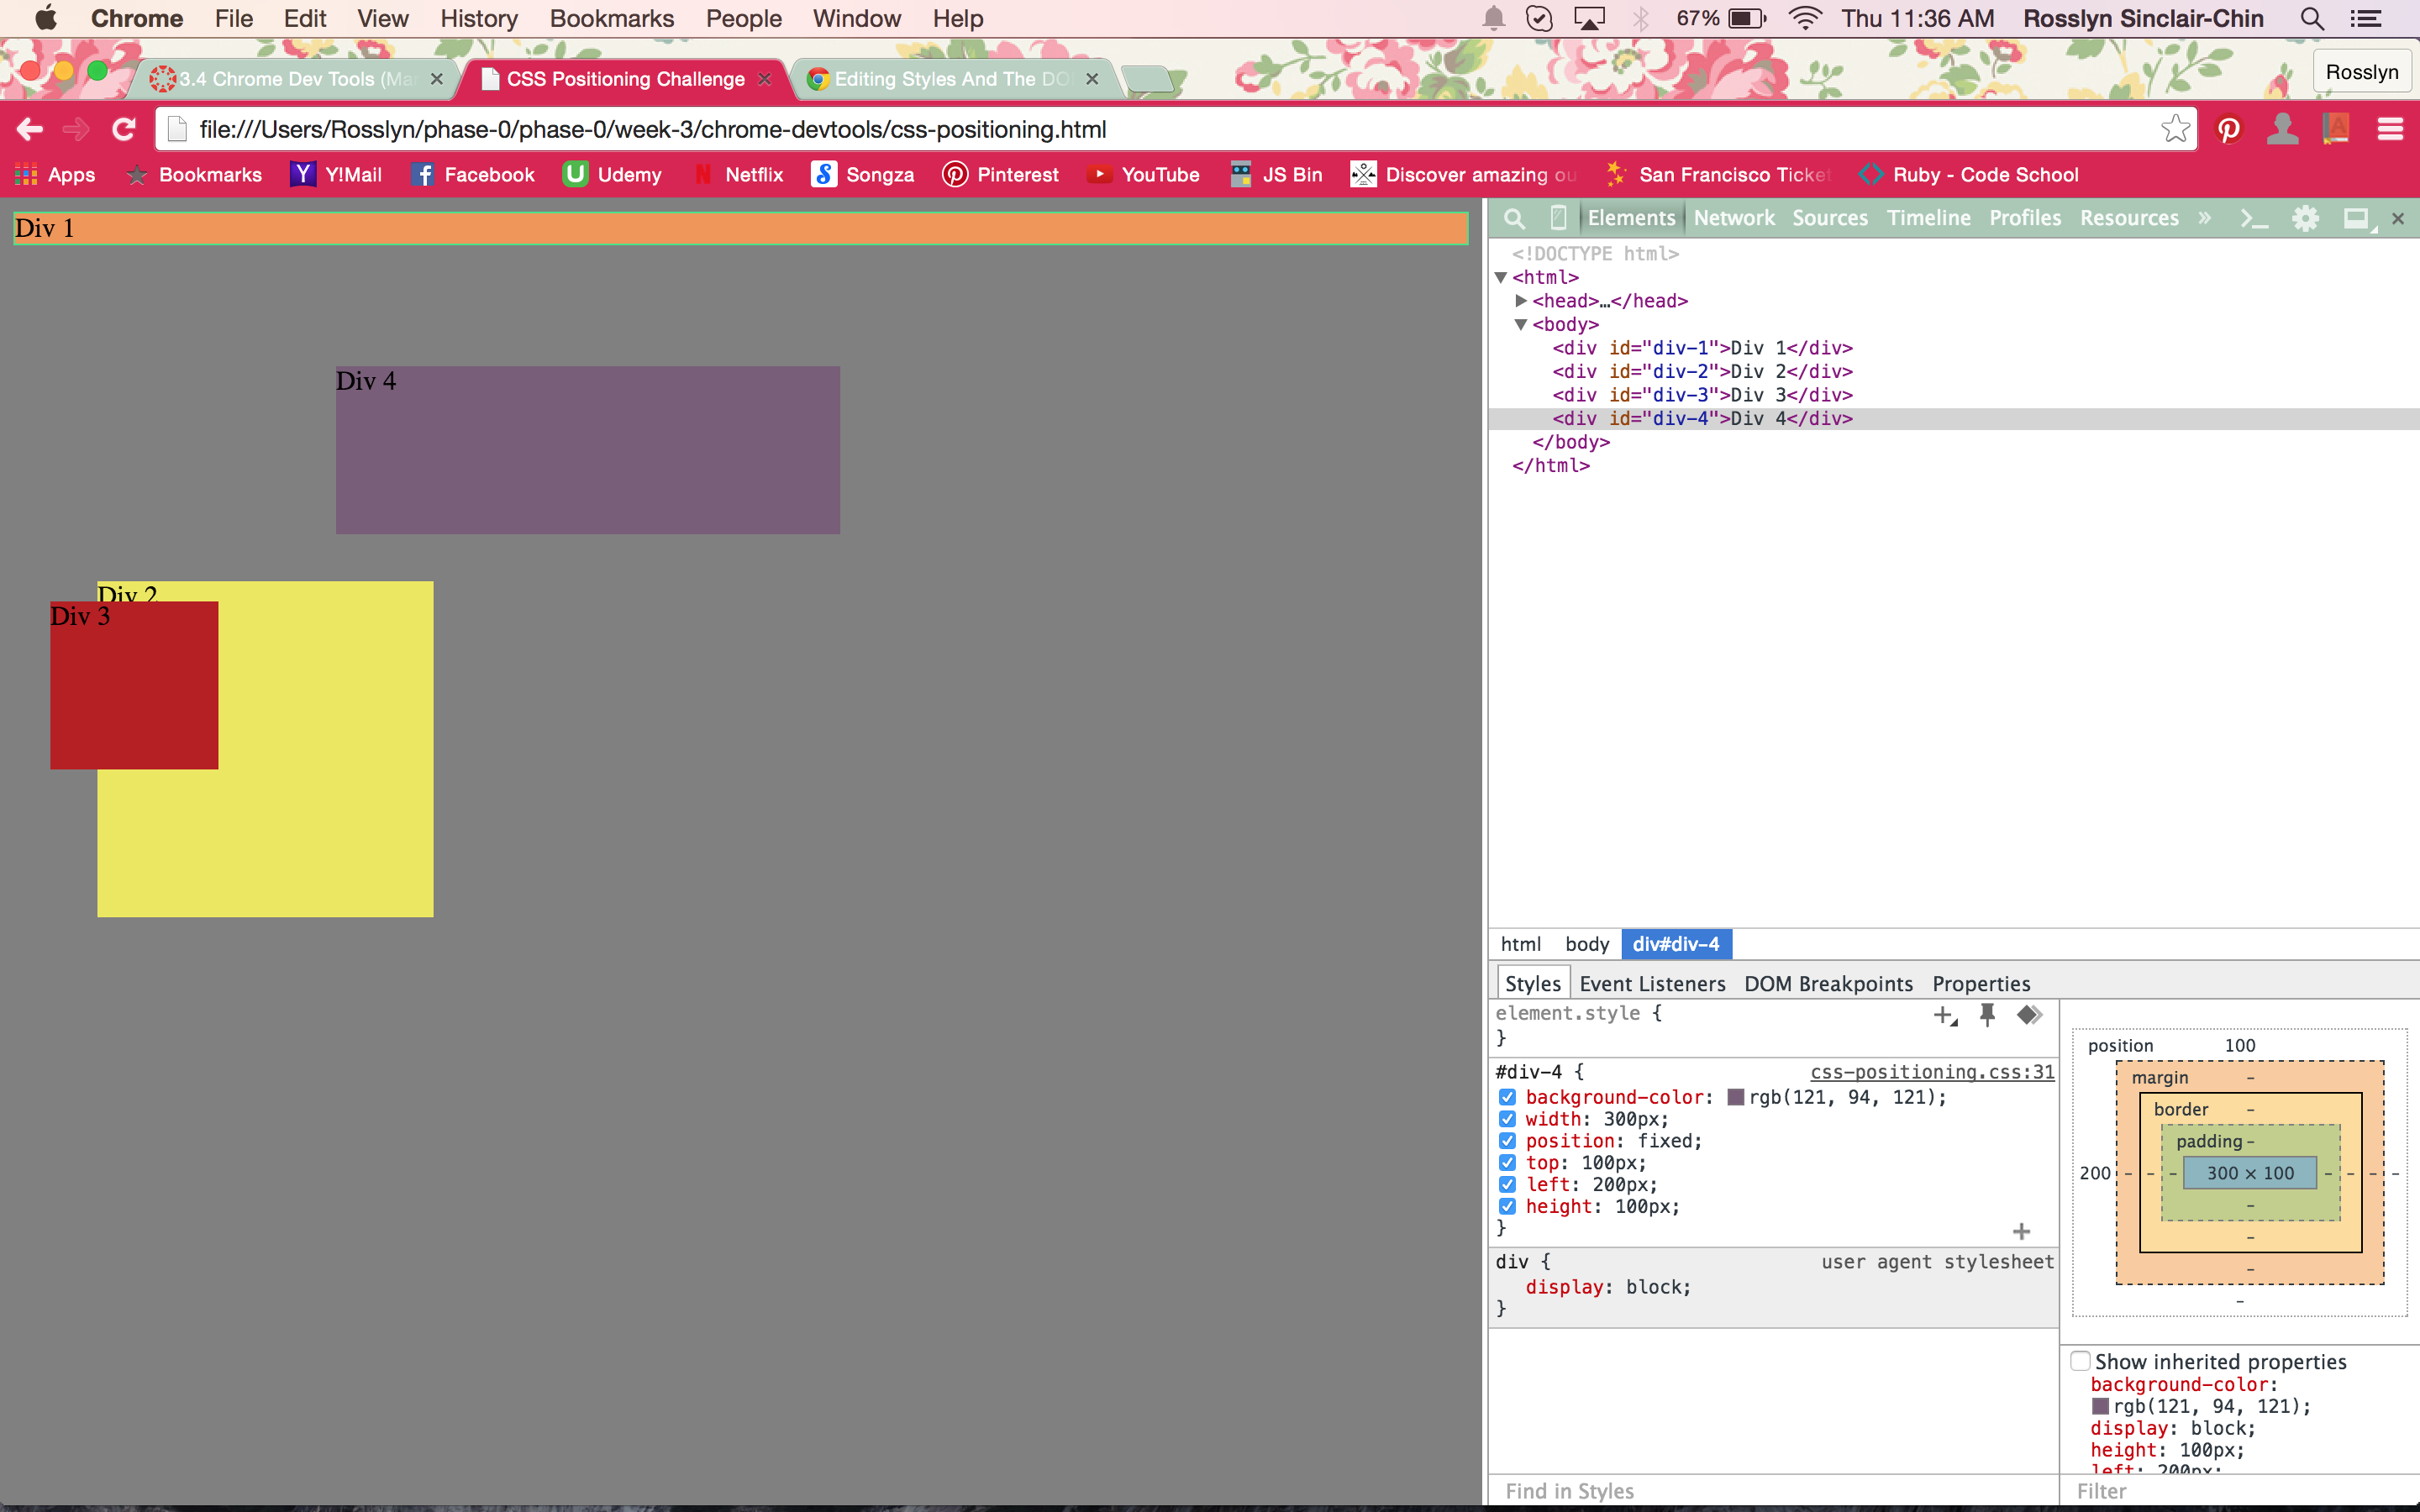 Chrome File Edit View History Bookmarks People Window Help 67% Thu 11:36 AM Rosslyn Sinclair-Chin
3.4 Chrome Dev Tools (Ma CSS Positioning Challenge Editing Styles And The DO Rosslyn
file:///Users/Rosslyn/phase-0/phase-0/week-3/chrome-devtools/css-positioning.html
Apps Bookmarks Y!Mail Facebook Udemy Netflix Songza Pinterest YouTube JS Bin Discover amazing ou San Francisco Ticket Ruby - Code School
Div 1
Div 4
Div 2
Div 3
Elements Network Sources Timeline Profiles Resources »
<!DOCTYPE html>
<html>
<head>…</head>
<body>
<div id="div-1">Div 1</div>
<div id="div-2">Div 2</div>
<div id="div-3">Div 3</div>
<div id="div-4">Div 4</div>
</body>
</html>
html body div#div-4
Styles Event Listeners DOM Breakpoints Properties
element.style {
}
#div-4 { css-positioning.css:31
background-color: rgb(121, 94, 121);
width: 300px;
position: fixed;
top: 100px;
left: 200px;
height: 100px;
}
div { user agent stylesheet
display: block;
}
Find in Styles
position 100
margin -
border -
padding -
200 - - - 300 × 100 - - - -
-
-
-
-
Show inherited properties
background-color:
rgb(121, 94, 121);
display: block;
height: 100px;
left: 200px;
Filter